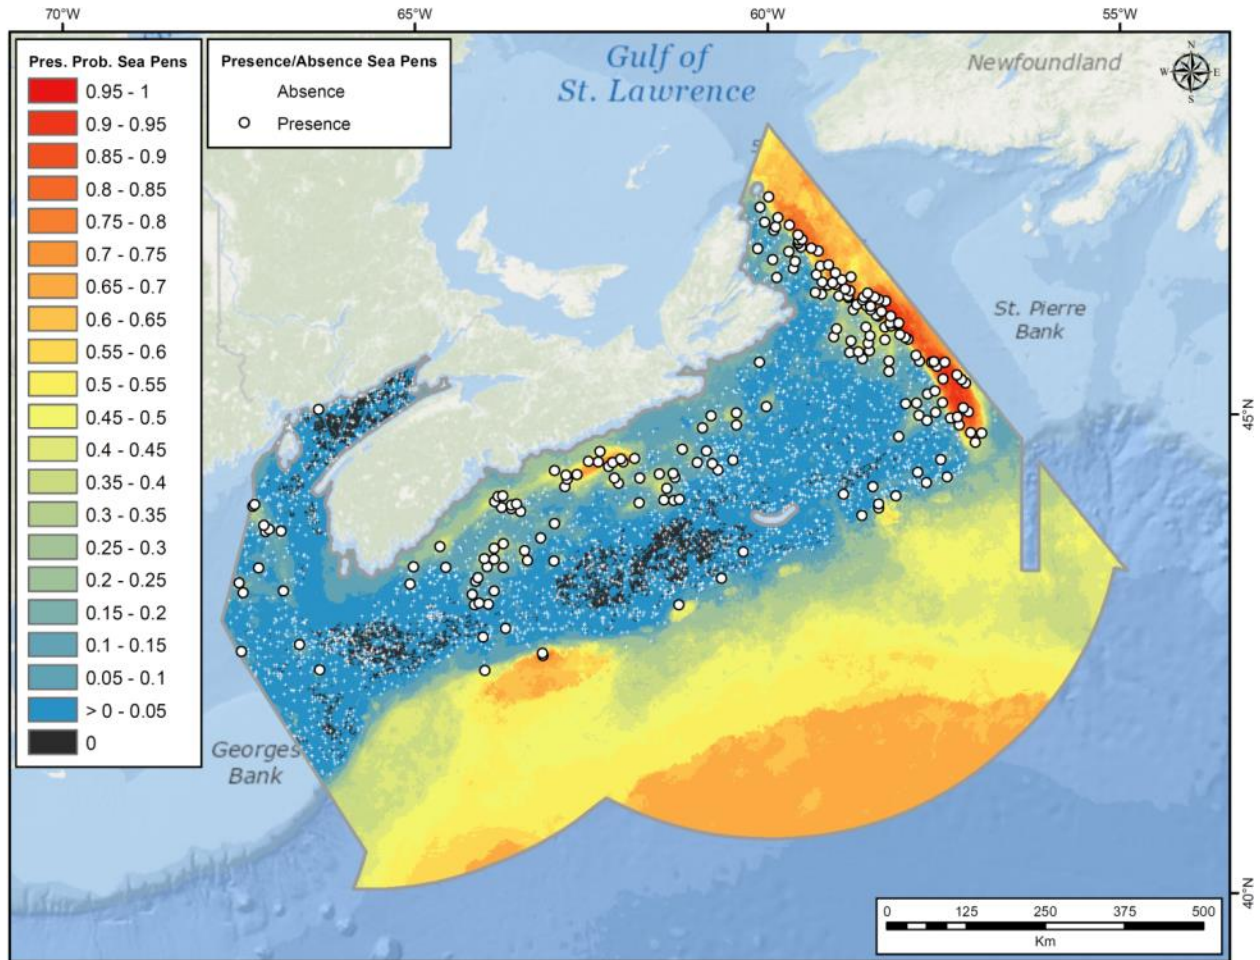 70°W
65°W
60°W
55°W
Pres. Prob. Sea Pens
0.95 - 1
0.9 - 0.95
0.85 - 0.9
0.8 - 0.85
0.75 - 0.8
0.7 - 0.75
0.65 - 0.7
0.6 - 0.65
0.55 - 0.6
0.5 - 0.55
0.45 - 0.5
0.4 - 0.45
0.35 - 0.4
0.3 - 0.35
0.25 - 0.3
0.2 - 0.25
0.15 - 0.2
0.1 - 0.15
0.05 - 0.1
> 0 - 0.05
0
Presence/Absence Sea Pens
Absence
Presence
Gulf of
St. Lawrence
Newfoundland
N
W
E
S
St. Pierre
Bank
45°N
Georges
Bank
40°N
0
125
250
375
500
Km